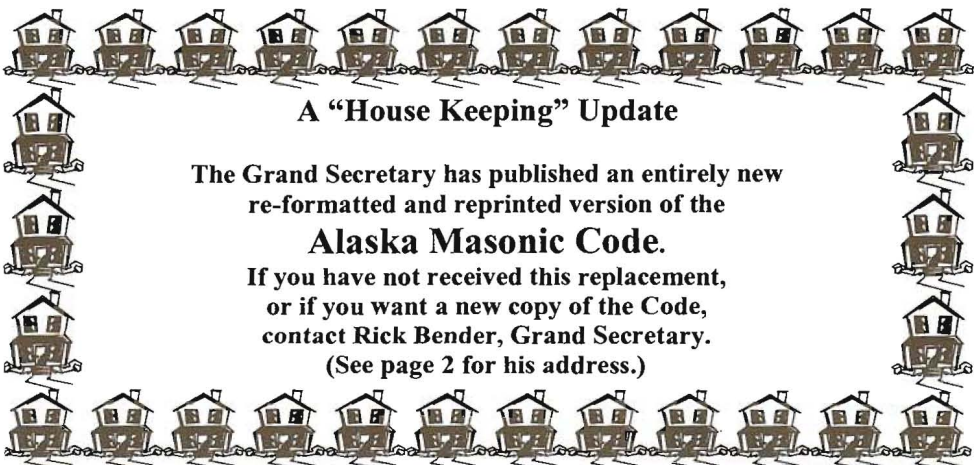 A “House Keeping” Update
The Grand Secretary has published an entirely new
re-formatted and reprinted version of the
Alaska Masonic Code.
If you have not received this replacement,
or if you want a new copy of the Code,
contact Rick Bender, Grand Secretary.
(See page 2 for his address.)